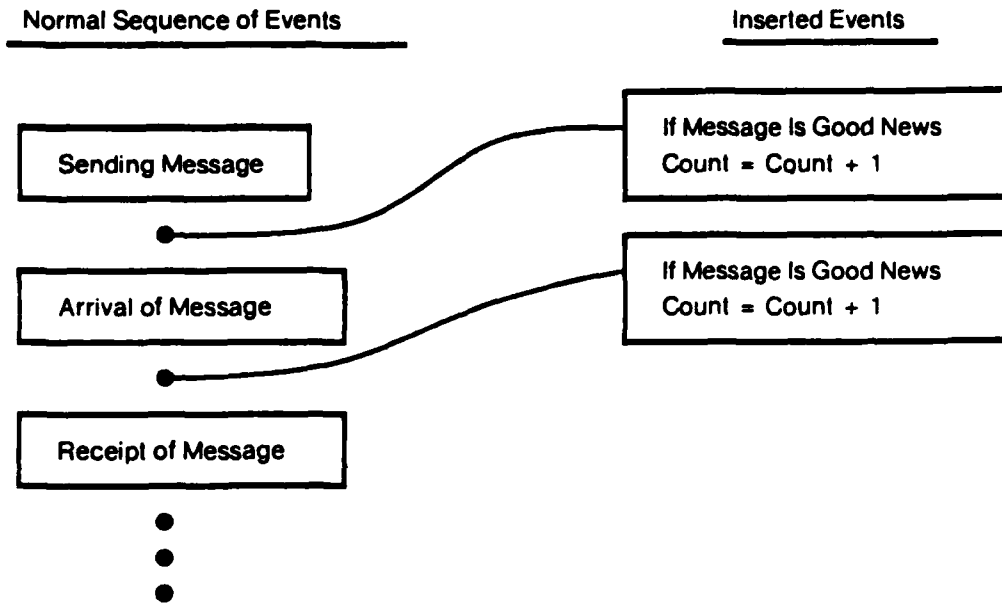 Normal Sequence of Events
Inserted Events
Sending Message
If Message Is Good News
Count = Count + 1
Arrival of Message
If Message Is Good News
Count = Count + 1
Receipt of Message